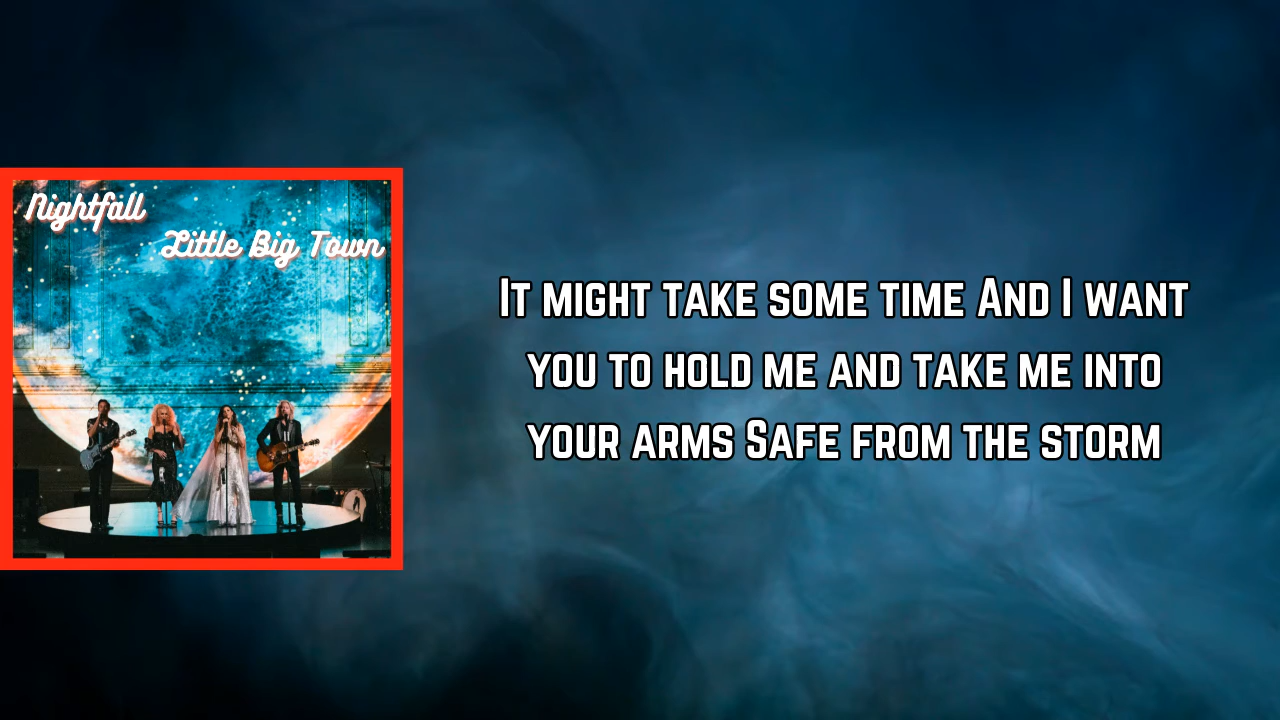 Nightfall
Little Big Town
It might take some time And I want
you to hold me and take me into
your arms Safe from the storm